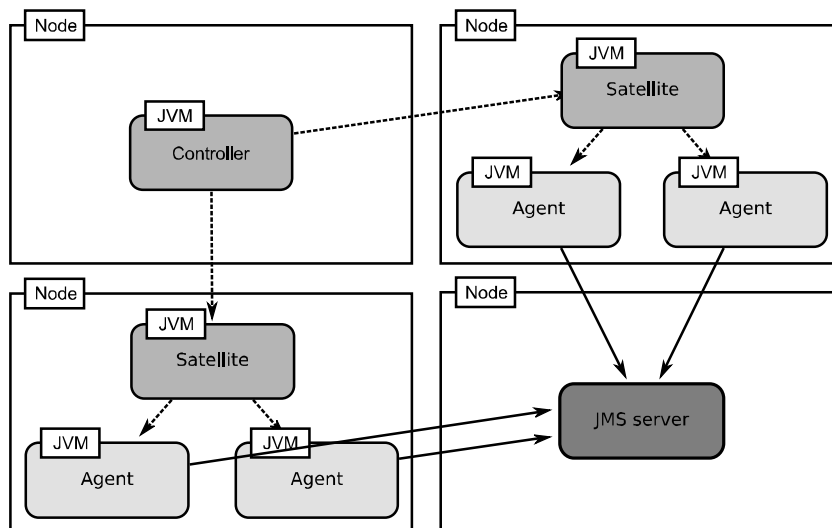 Node
JVM
Controller
Node
JVM
Satellite
JVM
Agent
JVM
Agent
Node
JVM
Satellite
JVM
Agent
JVM
Agent
Node
JMS server